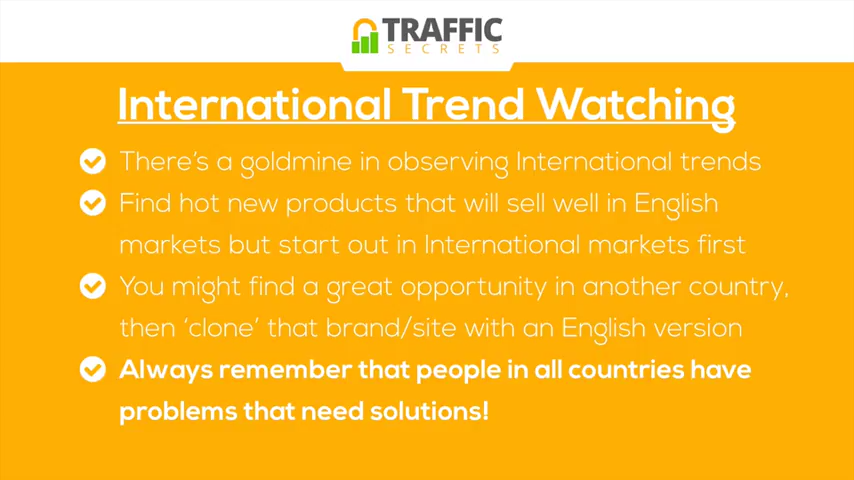 TRAFFIC
SECRETS
International Trend Watching
There's a goldmine in observing International trends
Find hot new products that will sell well in English
markets but start out in International markets first
You might find a great opportunity in another country,
then 'clone' that brand/site with an English version
Always remember that people in all countries have
problems that need solutions!